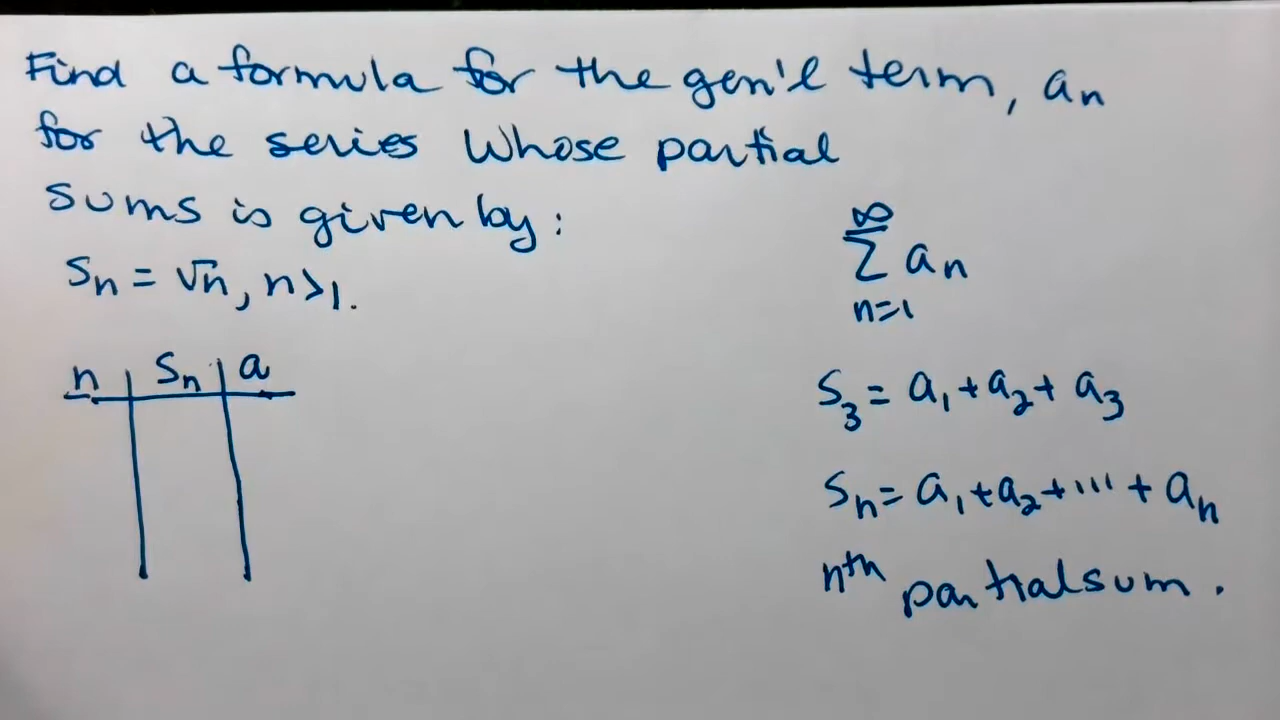 Find a formula for the gen'l term, aₙ
for the series whose partial
sums is given by:
Sₙ = √n, n>1.
∞
Σ aₙ
n=1
n | Sₙ | a
S₃ = a₁ + a₂ + a₃
Sₙ = a₁ + a₂ + ... + aₙ
nᵗʰ partial sum.